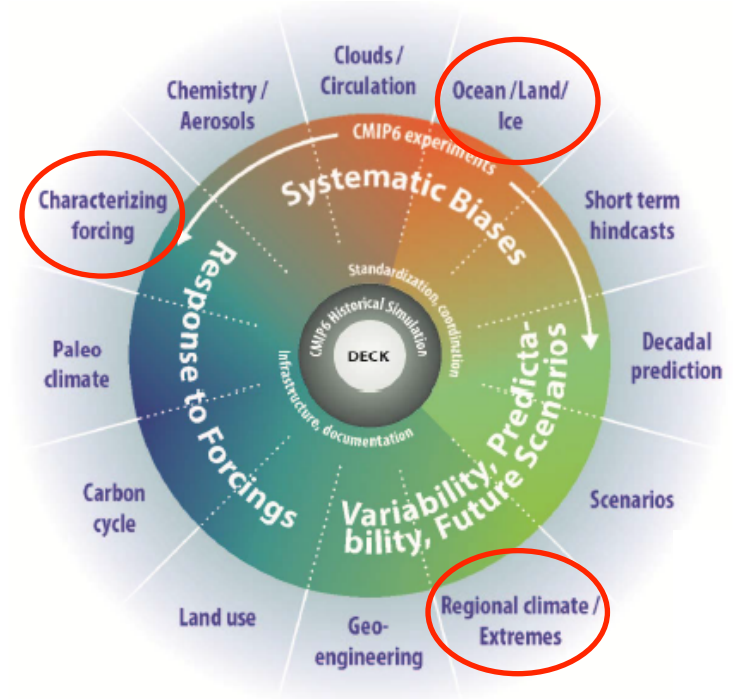 Clouds /
Circulation
Ocean /Land/
Ice
Short term
hindcasts
Decadal
prediction
Scenarios
Regional climate /
Extremes
Geo-
engineering
Land use
Carbon
cycle
Paleo
climate
Characterizing
forcing
Chemistry /
Aerosols
CMIP6 experiments
Systematic Biases
Variability, Predicta-
bility, Future Scenarios
Response to Forcings
Standardization, coordination
Infrastructure, documentation
CMIP6 Historical Simulation
DECK